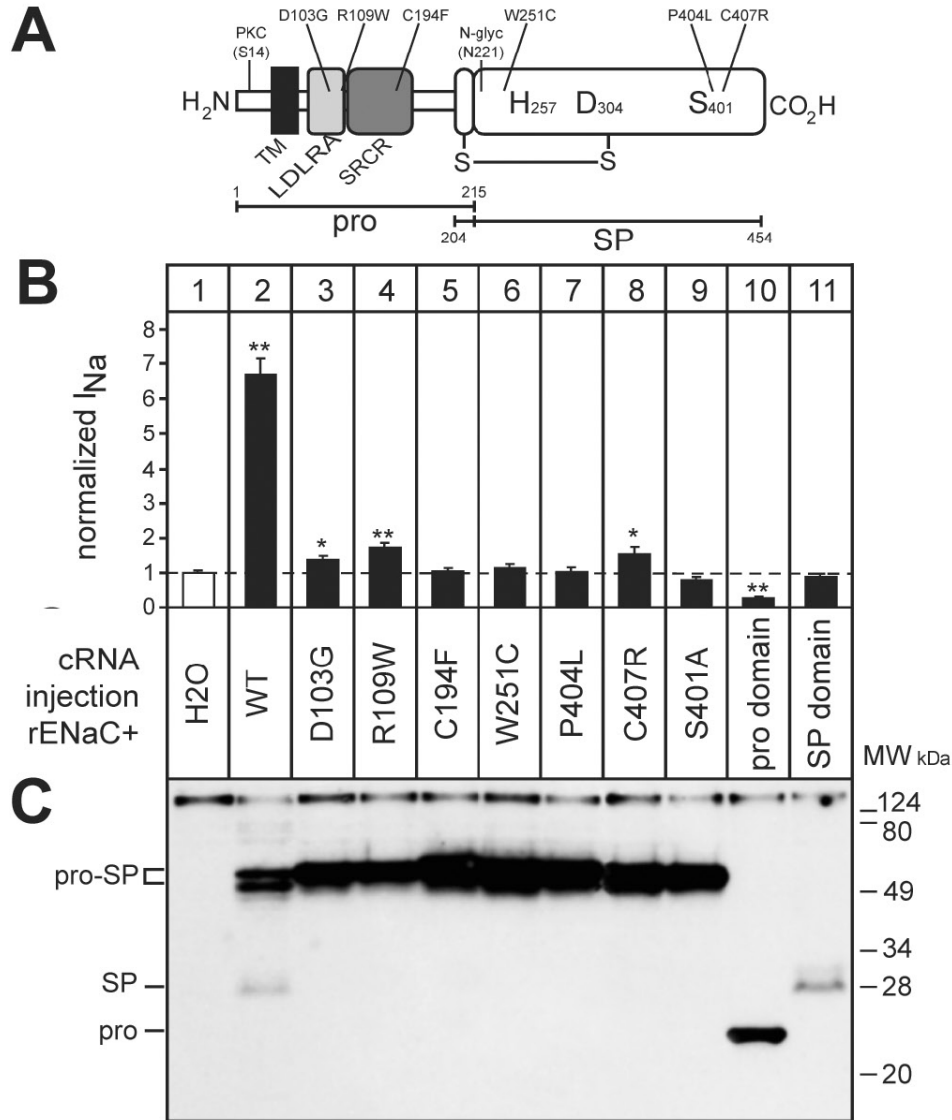 A
D103G R109W C194F W251C P404L C407R
PKC
(S14)
N-glyc
(N221)
H2N H257 D304 S401 CO2H
TM LDLRA SRCR
S S
1 215
pro
204 SP 454
B
1 2 3 4 5 6 7 8 9 10 11
normalized INa
8
7
6
5
4
3
2
1
0
** * ** * **
cRNA
injection
rENaC+
H2O WT D103G R109W C194F W251C P404L C407R S401A pro domain SP domain
MW kDa
C
124
80
pro-SP
49
34
SP 28
pro
20